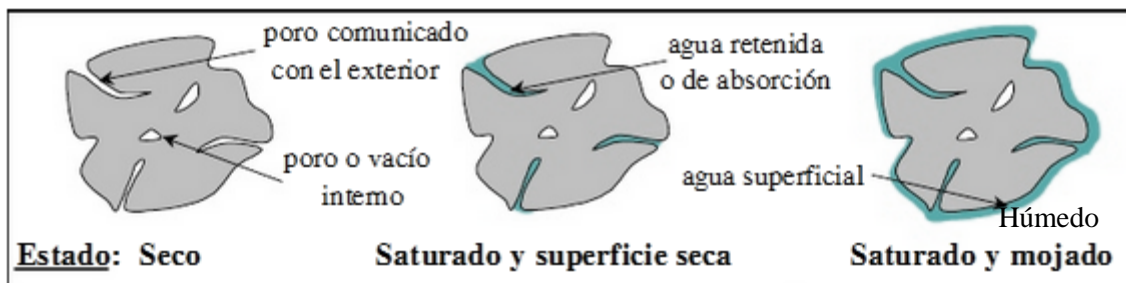 poro comunicado
con el exterior
agua retenida
o de absorción
poro o vacío
interno
agua superficial
Húmedo
Estado: Seco
Saturado y superficie seca
Saturado y mojado